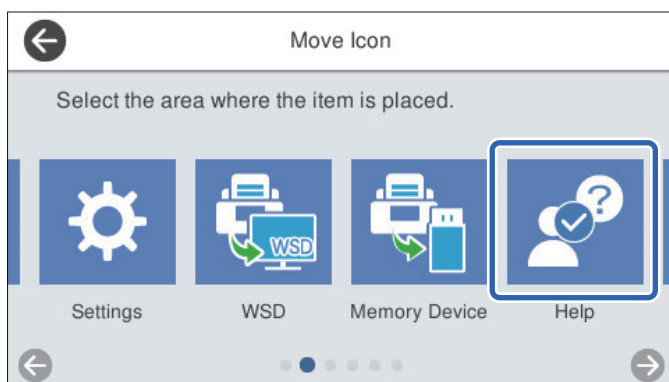 Move Icon
Select the area where the item is placed.
?
WSD
Settings
WSD
Memory Device
Help